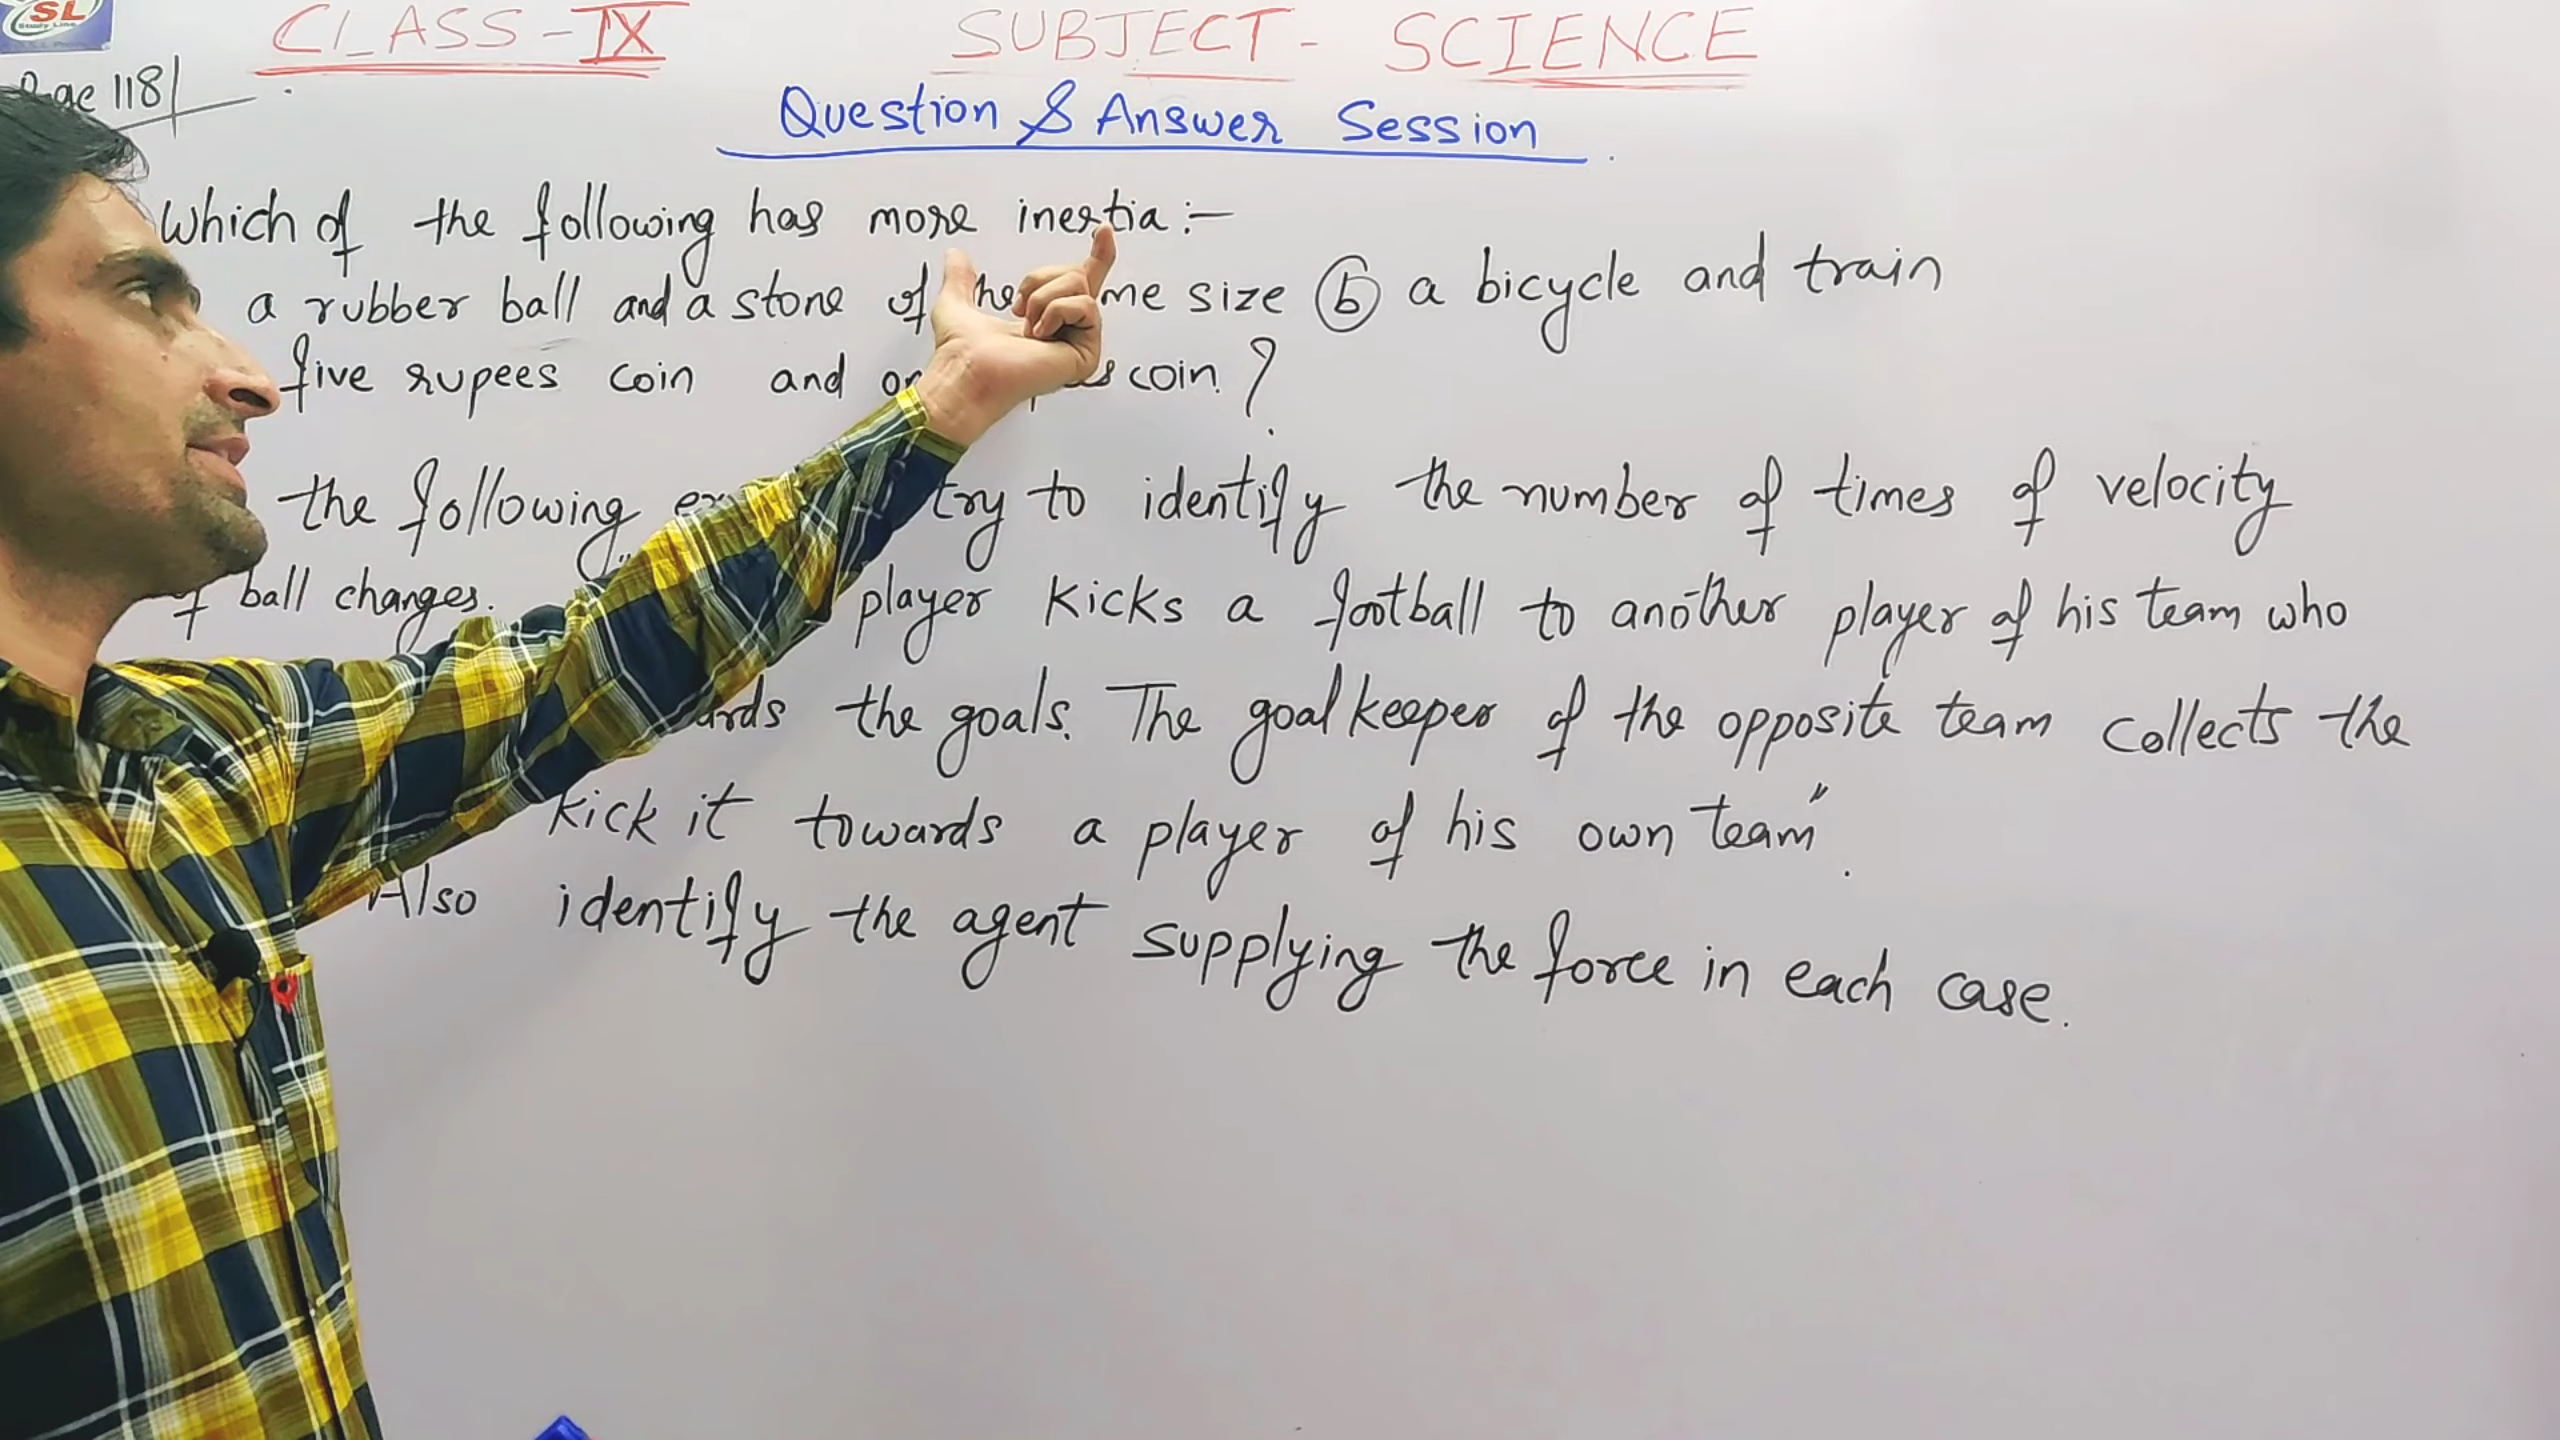 SL
Study Line
CLASS - IX SUBJECT - SCIENCE
Page 118
Question & Answer Session
Which of the following has more inertia :-
a rubber ball and a stone of me size ⓑ a bicycle and train
five rupees coin and coin ?
the following try to identify the number of times of velocity
ball changes. player kicks a football to another player of his team who
the goals. The goalkeeper of the opposite team collects the
kick it towards a player of his own team".
Also identify the agent supplying the force in each case.